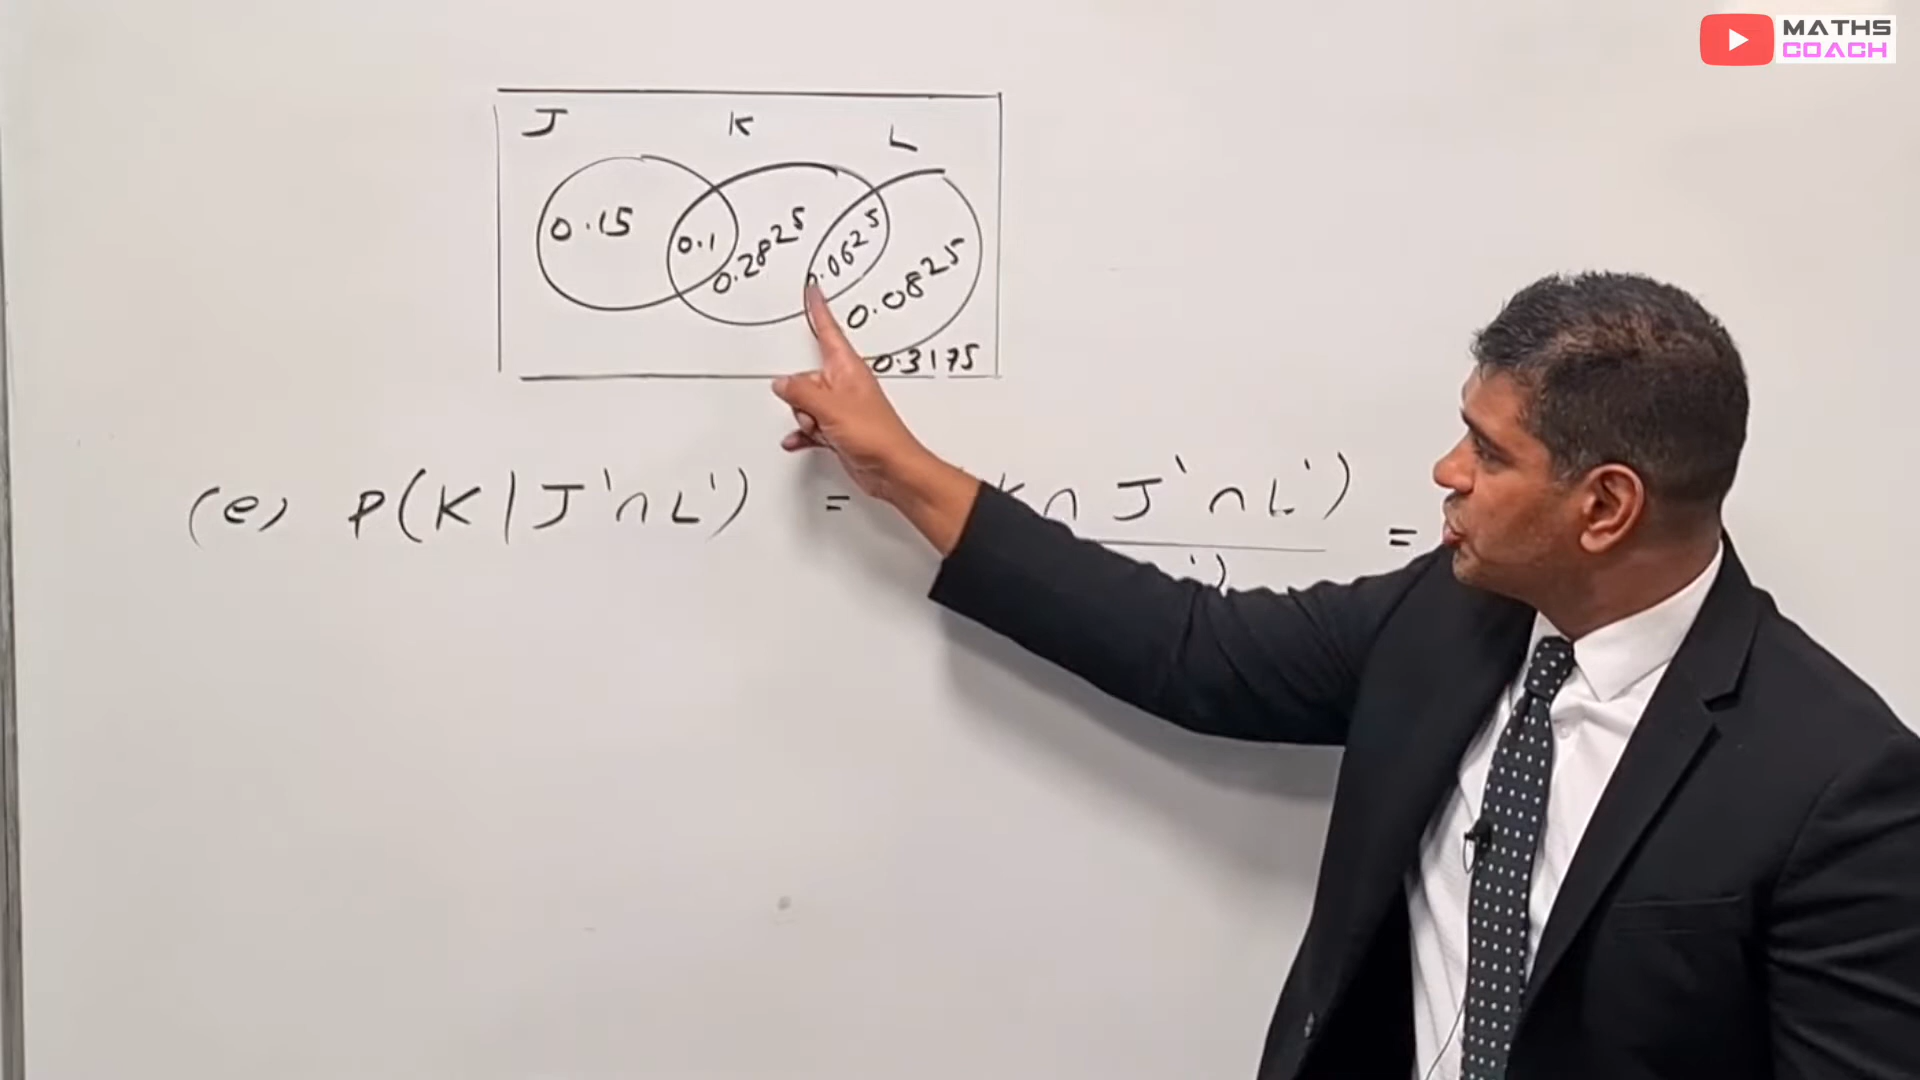 MATHS
COACH
J K L
0.15 0.1 0.2825 0.0625 0.0825
0.3175
(e) P(K|J'∩L') = K∩J'∩L') =
')